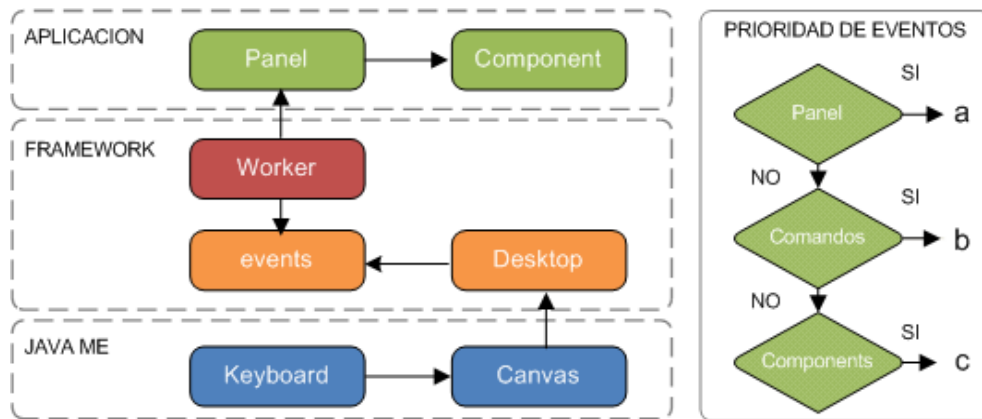 APLICACION
Panel
Component
FRAMEWORK
Worker
events
Desktop
JAVA ME
Keyboard
Canvas
PRIORIDAD DE EVENTOS
Panel
SI
a
NO
Comandos
SI
b
NO
Components
SI
c